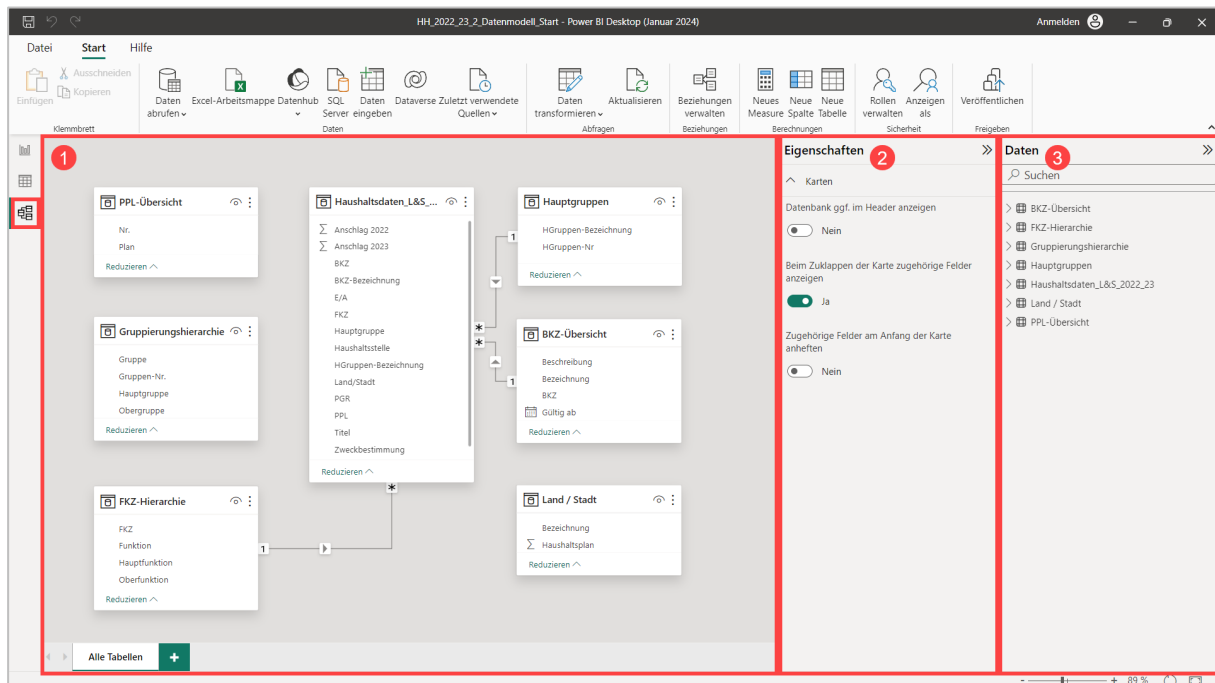 HH_2022_23_2_Datenmodell_Start - Power BI Desktop (Januar 2024)
Anmelden
Datei
Start
Hilfe
Einfügen
Ausschneiden
Kopieren
Klemmbrett
Daten abrufen
Excel-Arbeitsmappe
Datenhub
SQL Server
Daten eingeben
Dataverse
Zuletzt verwendete Quellen
Daten
Daten transformieren
Aktualisieren
Abfragen
Beziehungen verwalten
Beziehungen
Neues Measure
Neue Spalte
Neue Tabelle
Berechnungen
Rollen verwalten
Anzeigen als
Sicherheit
Veröffentlichen
Freigeben
1
PPL-Übersicht
Nr.
Plan
Reduzieren
Gruppierungshierarchie
Gruppe
Gruppen-Nr.
Hauptgruppe
Obergruppe
Reduzieren
FKZ-Hierarchie
FKZ
Funktion
Hauptfunktion
Oberfunktion
Reduzieren
1
*
Haushaltsdaten_L&S_...
Σ Anschlag 2022
Σ Anschlag 2023
BKZ
BKZ-Bezeichnung
E/A
FKZ
Hauptgruppe
Haushaltsstelle
HGruppen-Bezeichnung
Land/Stadt
PGR
PPL
Titel
Zweckbestimmung
Reduzieren
*
*
1
1
Hauptgruppen
HGruppen-Bezeichnung
HGruppen-Nr
Reduzieren
BKZ-Übersicht
Beschreibung
Bezeichnung
BKZ
Gültig ab
Reduzieren
Land / Stadt
Bezeichnung
Σ Haushaltsplan
Reduzieren
Alle Tabellen
+
Eigenschaften
2
Karten
Datenbank ggf. im Header anzeigen
Nein
Beim Zuklappen der Karte zugehörige Felder
anzeigen
Ja
Zugehörige Felder am Anfang der Karte
anheften
Nein
Daten
3
Suchen
BKZ-Übersicht
FKZ-Hierarchie
Gruppierungshierarchie
Hauptgruppen
Haushaltsdaten_L&S_2022_23
Land / Stadt
PPL-Übersicht
- + 89 %